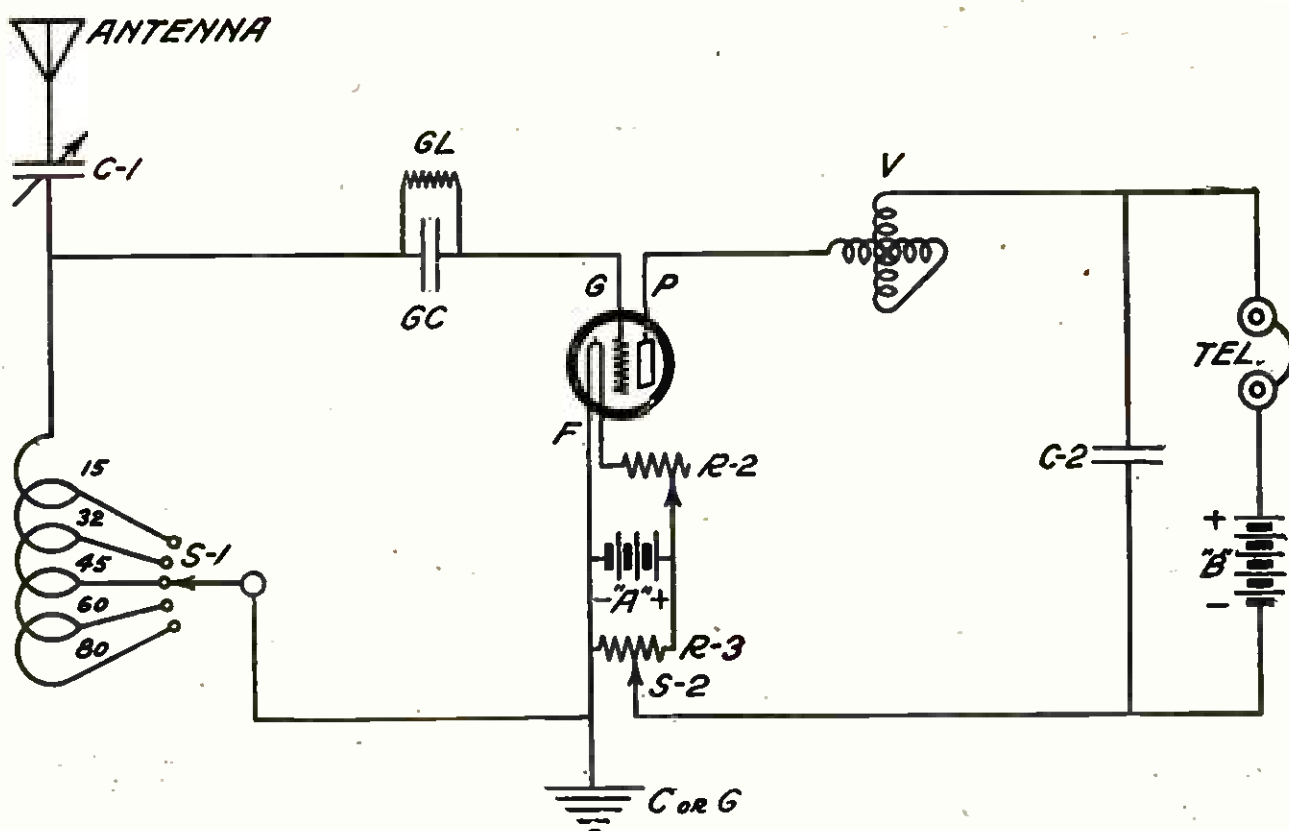 ANTENNA
C-1
GL
GC
V
G P
F
TEL.
R-2
C-2
15
32
45
60
80
S-1
+
"B"
-
- "A" +
R-3
S-2
C OR G